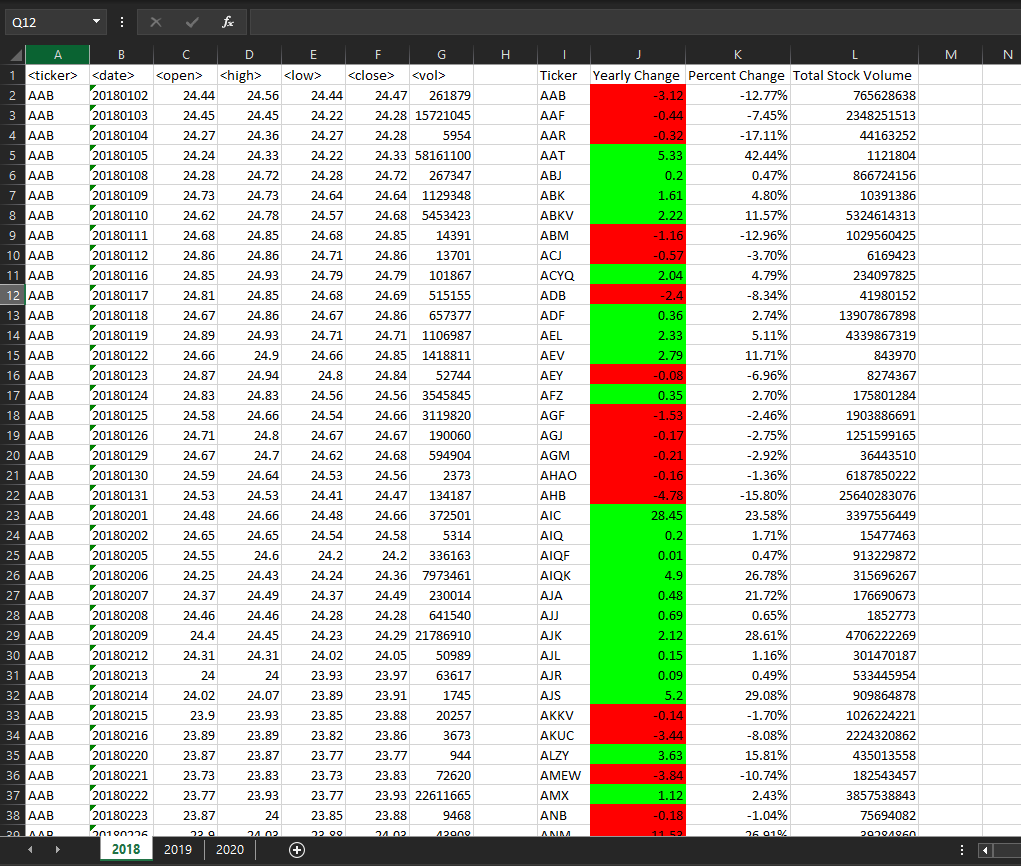 Q12 fx
A B C D E F G H I J K L M N
1 <ticker> <date> <open> <high> <low> <close> <vol> Ticker Yearly Change Percent Change Total Stock Volume
2 AAB 20180102 24.44 24.56 24.44 24.47 261879 AAB -3.12 -12.77% 765628638
3 AAB 20180103 24.45 24.45 24.22 24.28 15721045 AAF -0.44 -7.45% 2348251513
4 AAB 20180104 24.27 24.36 24.27 24.28 5954 AAR -0.32 -17.11% 44163252
5 AAB 20180105 24.24 24.33 24.22 24.33 58161100 AAT 5.33 42.44% 1121804
6 AAB 20180108 24.28 24.72 24.28 24.72 267347 ABJ 0.2 0.47% 866724156
7 AAB 20180109 24.73 24.73 24.64 24.64 1129348 ABK 1.61 4.80% 10391386
8 AAB 20180110 24.62 24.78 24.57 24.68 5453423 ABKV 2.22 11.57% 5324614313
9 AAB 20180111 24.68 24.85 24.68 24.85 14391 ABM -1.16 -12.96% 1029560425
10 AAB 20180112 24.86 24.86 24.71 24.86 13701 ACJ -0.57 -3.70% 6169423
11 AAB 20180116 24.85 24.93 24.79 24.79 101867 ACYQ 2.04 4.79% 234097825
12 AAB 20180117 24.81 24.85 24.68 24.69 515155 ADB -2.4 -8.34% 41980152
13 AAB 20180118 24.67 24.86 24.67 24.86 657377 ADF 0.36 2.74% 13907867898
14 AAB 20180119 24.89 24.93 24.71 24.71 1106987 AEL 2.33 5.11% 4339867319
15 AAB 20180122 24.66 24.9 24.66 24.85 1418811 AEV 2.79 11.71% 843970
16 AAB 20180123 24.87 24.94 24.8 24.84 52744 AEY -0.08 -6.96% 8274367
17 AAB 20180124 24.83 24.83 24.56 24.56 3545845 AFZ 0.35 2.70% 175801284
18 AAB 20180125 24.58 24.66 24.54 24.66 3119820 AGF -1.53 -2.46% 1903886691
19 AAB 20180126 24.71 24.8 24.67 24.67 190060 AGJ -0.17 -2.75% 1251599165
20 AAB 20180129 24.67 24.7 24.62 24.68 594904 AGM -0.21 -2.92% 36443510
21 AAB 20180130 24.59 24.64 24.53 24.56 2373 AHAO -0.16 -1.36% 6187850222
22 AAB 20180131 24.53 24.53 24.41 24.47 134187 AHB -4.78 -15.80% 25640283076
23 AAB 20180201 24.48 24.66 24.48 24.66 372501 AIC 28.45 23.58% 3397556449
24 AAB 20180202 24.65 24.65 24.54 24.58 5314 AIQ 0.2 1.71% 15477463
25 AAB 20180205 24.55 24.6 24.2 24.2 336163 AIQF 0.01 0.47% 913229872
26 AAB 20180206 24.25 24.43 24.24 24.36 7973461 AIQK 4.9 26.78% 315696267
27 AAB 20180207 24.37 24.49 24.37 24.49 230014 AJA 0.48 21.72% 176690673
28 AAB 20180208 24.46 24.46 24.28 24.28 641540 AJJ 0.69 0.65% 1852773
29 AAB 20180209 24.4 24.45 24.23 24.29 21786910 AJK 2.12 28.61% 4706222269
30 AAB 20180212 24.31 24.31 24.02 24.05 50989 AJL 0.15 1.16% 301470187
31 AAB 20180213 24 24 23.93 23.97 63617 AJR 0.09 0.49% 533445954
32 AAB 20180214 24.02 24.07 23.89 23.91 1745 AJS 5.2 29.08% 909864878
33 AAB 20180215 23.9 23.93 23.85 23.88 20257 AKKV -0.14 -1.70% 1026224221
34 AAB 20180216 23.89 23.89 23.82 23.86 3673 AKUC -3.44 -8.08% 2224320862
35 AAB 20180220 23.87 23.87 23.77 23.77 944 ALZY 3.63 15.81% 435013558
36 AAB 20180221 23.73 23.83 23.73 23.83 72620 AMEW -3.84 -10.74% 182543457
37 AAB 20180222 23.77 23.93 23.77 23.93 22611665 AMX 1.12 2.43% 3857538843
38 AAB 20180223 23.87 24 23.85 23.88 9468 ANB -0.18 -1.04% 75694082
39 AAB 20180226 23.9 24.03 23.88 24.03 43908 ANM 11.53 26.91% 39284860
2018 2019 2020